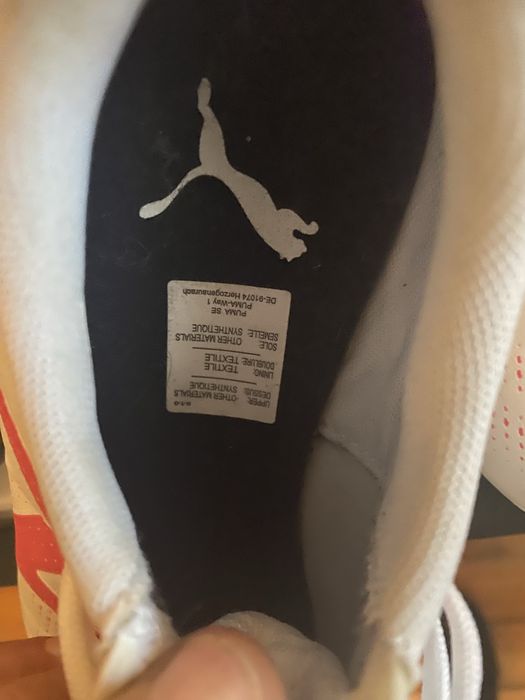 UPPER: OTHER MATERIALS
DESSUS: SYNTHETIQUE
LINING: TEXTILE
DOUBLURE: TEXTILE
SOLE: OTHER MATERIALS
SEMELLE: SYNTHETIQUE
PUMA SE
PUMA-Way 1
DE-91074 Herzogenaurach